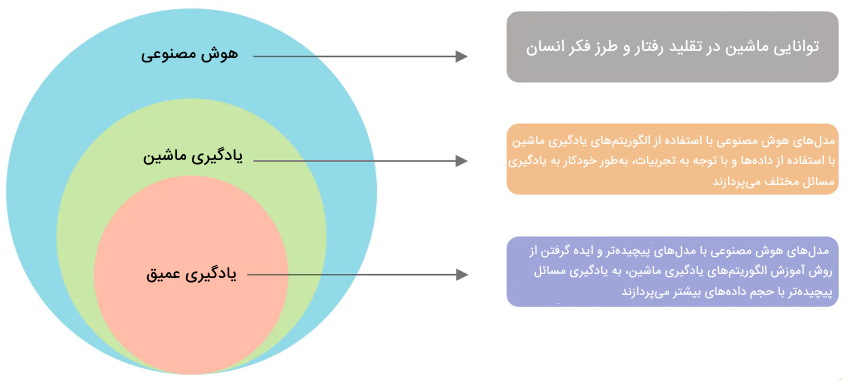 هوش مصنوعی
توانایی ماشین در تقلید رفتار و طرز فکر انسان
یادگیری ماشین
مدل‌های هوش مصنوعی با استفاده از الگوریتم‌های یادگیری ماشین
با استفاده از داده‌ها و با توجه به تجربیات، به‌طور خودکار به یادگیری
مسائل مختلف می‌پردازند
یادگیری عمیق
مدل‌های هوش مصنوعی با مدل‌های پیچیده‌تر و ایده گرفتن از
روش آموزش الگوریتم‌های یادگیری ماشین، به یادگیری مسائل
پیچیده‌تر با حجم داده‌های بیشتر می‌پردازند